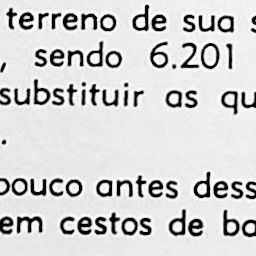 terreno de sua s
, sendo 6.201
substituir as qu
.
pouco antes dess
em cestos de ba